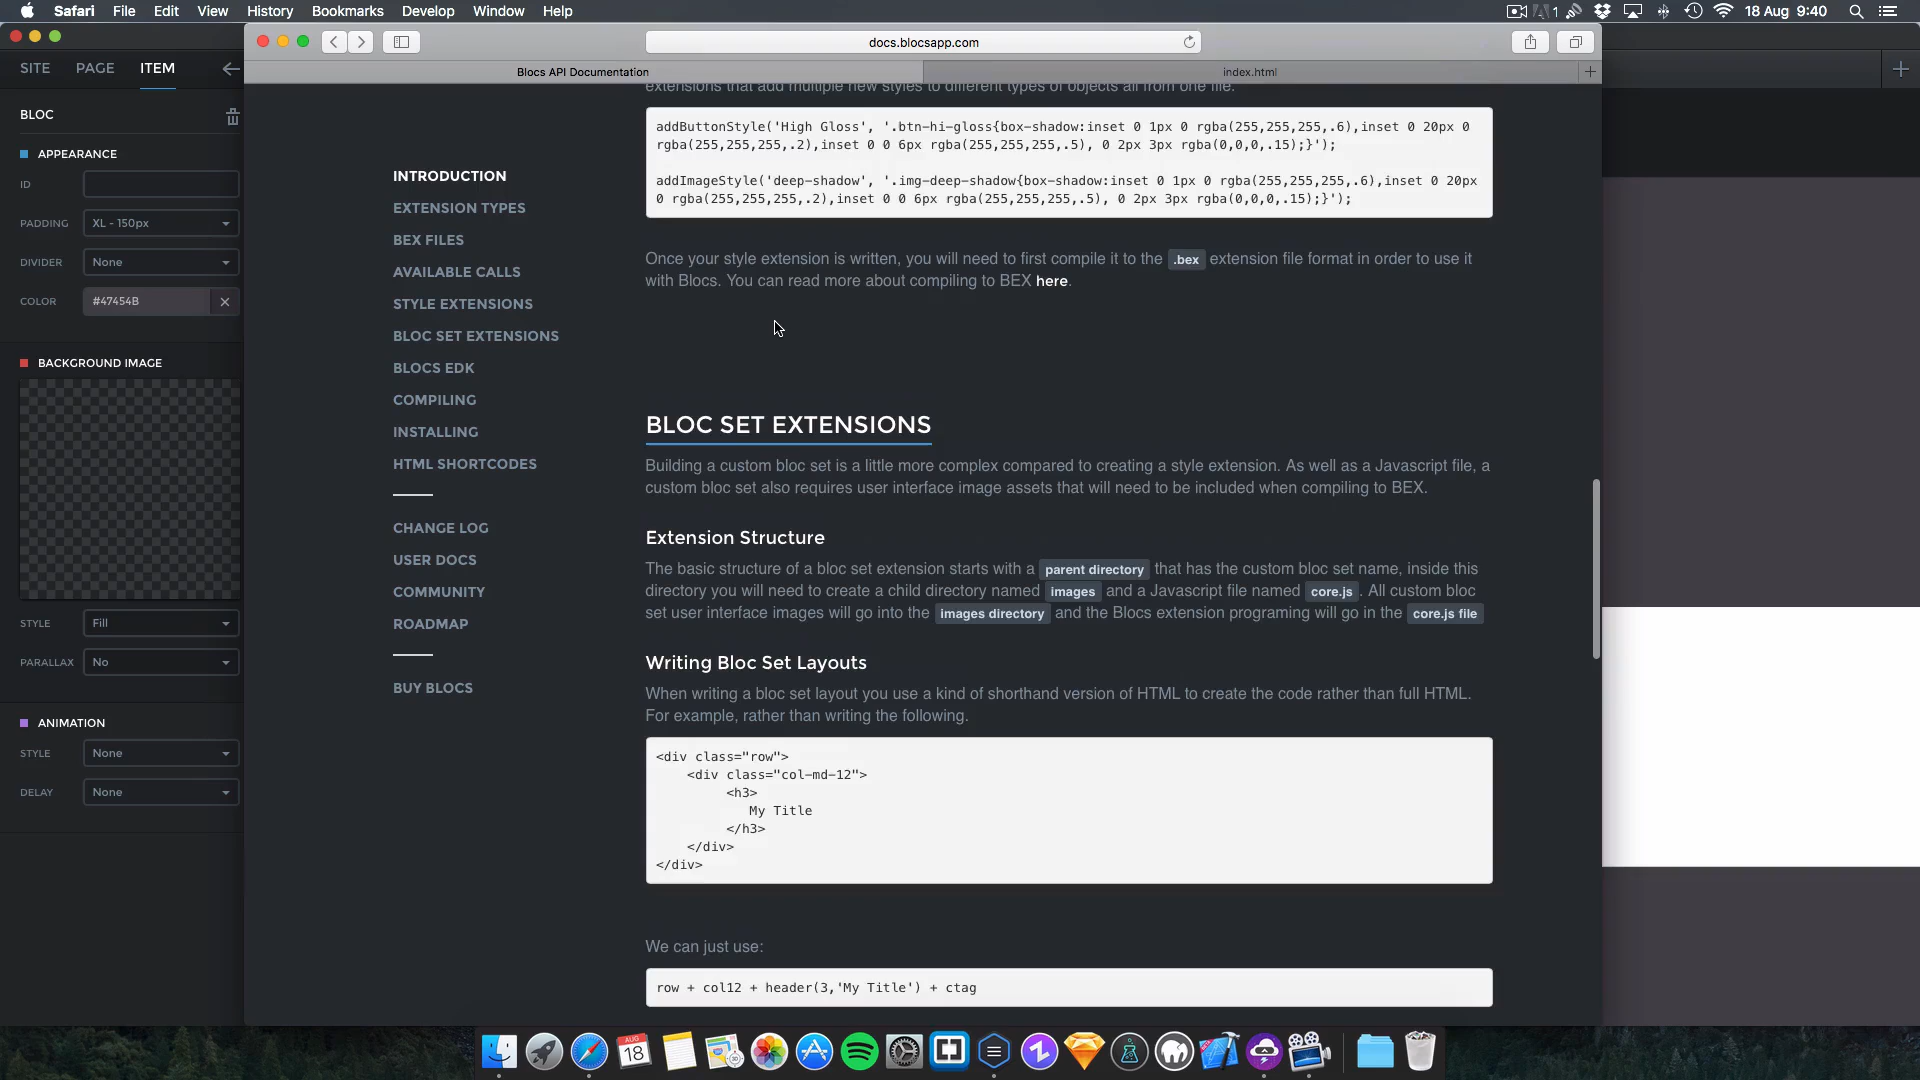 Safari File Edit View History Bookmarks Develop Window Help
1
18 Aug 9:40
docs.blocsapp.com
Blocs API Documentation
index.html
SITE PAGE ITEM
BLOC
APPEARANCE
ID
PADDING XL - 150px
DIVIDER None
COLOR #47454B
BACKGROUND IMAGE
STYLE Fill
PARALLAX No
ANIMATION
STYLE None
DELAY None
INTRODUCTION
EXTENSION TYPES
BEX FILES
AVAILABLE CALLS
STYLE EXTENSIONS
BLOC SET EXTENSIONS
BLOCS EDK
COMPILING
INSTALLING
HTML SHORTCODES
CHANGE LOG
USER DOCS
COMMUNITY
ROADMAP
BUY BLOCS
extensions that add multiple new styles to different types of objects all from one file.
addButtonStyle('High Gloss', '.btn-hi-gloss{box-shadow:inset 0 1px 0 rgba(255,255,255,.6),inset 0 20px 0
rgba(255,255,255,.2),inset 0 0 6px rgba(255,255,255,.5), 0 2px 3px rgba(0,0,0,.15);}');
addImageStyle('deep-shadow', '.img-deep-shadow{box-shadow:inset 0 1px 0 rgba(255,255,255,.6),inset 0 20px
0 rgba(255,255,255,.2),inset 0 0 6px rgba(255,255,255,.5), 0 2px 3px rgba(0,0,0,.15);}');
Once your style extension is written, you will need to first compile it to the .bex extension file format in order to use it
with Blocs. You can read more about compiling to BEX here.
BLOC SET EXTENSIONS
Building a custom bloc set is a little more complex compared to creating a style extension. As well as a Javascript file, a
custom bloc set also requires user interface image assets that will need to be included when compiling to BEX.
Extension Structure
The basic structure of a bloc set extension starts with a parent directory that has the custom bloc set name, inside this
directory you will need to create a child directory named images and a Javascript file named core.js . All custom bloc
set user interface images will go into the images directory and the Blocs extension programing will go in the core.js file
Writing Bloc Set Layouts
When writing a bloc set layout you use a kind of shorthand version of HTML to create the code rather than full HTML.
For example, rather than writing the following.
<div class="row">
<div class="col-md-12">
<h3>
My Title
</h3>
</div>
</div>
We can just use:
row + col12 + header(3,'My Title') + ctag
AUG
18